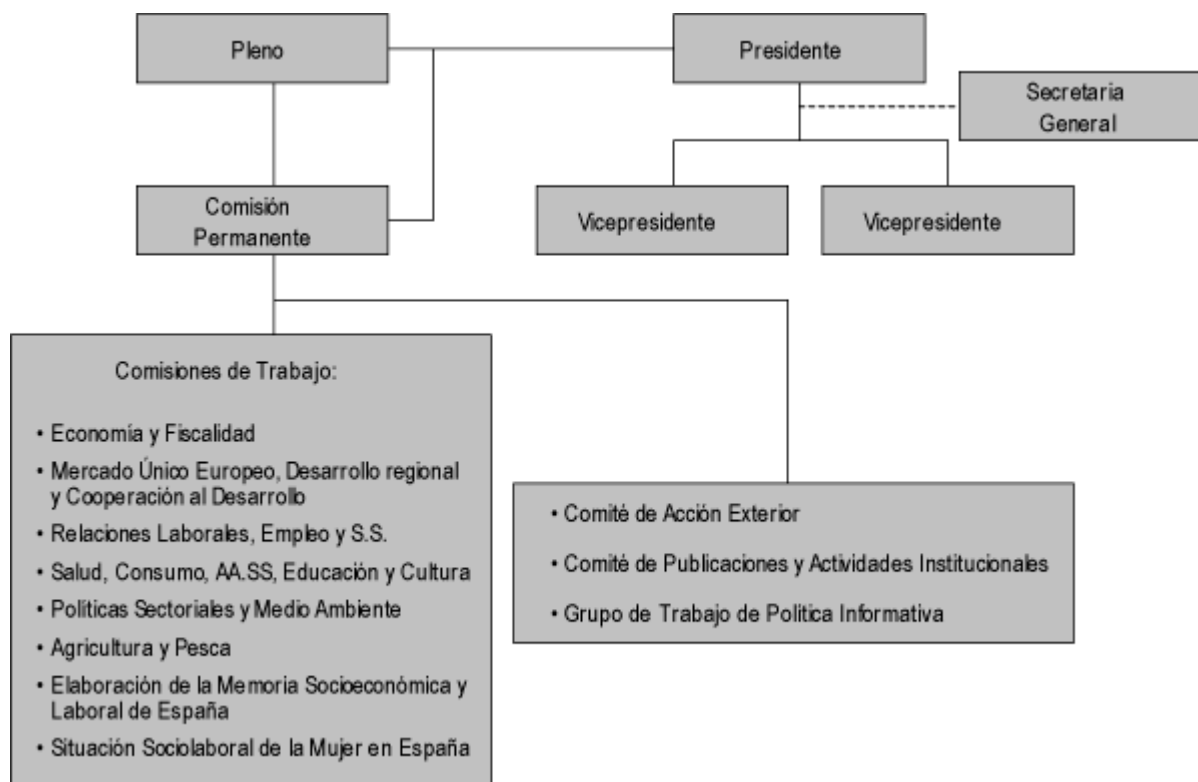 Pleno
Presidente
Secretaria
General
Comisión
Permanente
Vicepresidente
Vicepresidente
Comisiones de Trabajo:
• Economía y Fiscalidad
• Mercado Único Europeo, Desarrollo regional
y Cooperación al Desarrollo
• Relaciones Laborales, Empleo y S.S.
• Salud, Consumo, AA.SS, Educación y Cultura
• Políticas Sectoriales y Medio Ambiente
• Agricultura y Pesca
• Elaboración de la Memoria Socioeconómica y
Laboral de España
• Situación Sociolaboral de la Mujer en España
• Comité de Acción Exterior
• Comité de Publicaciones y Actividades Institucionales
• Grupo de Trabajo de Política Informativa